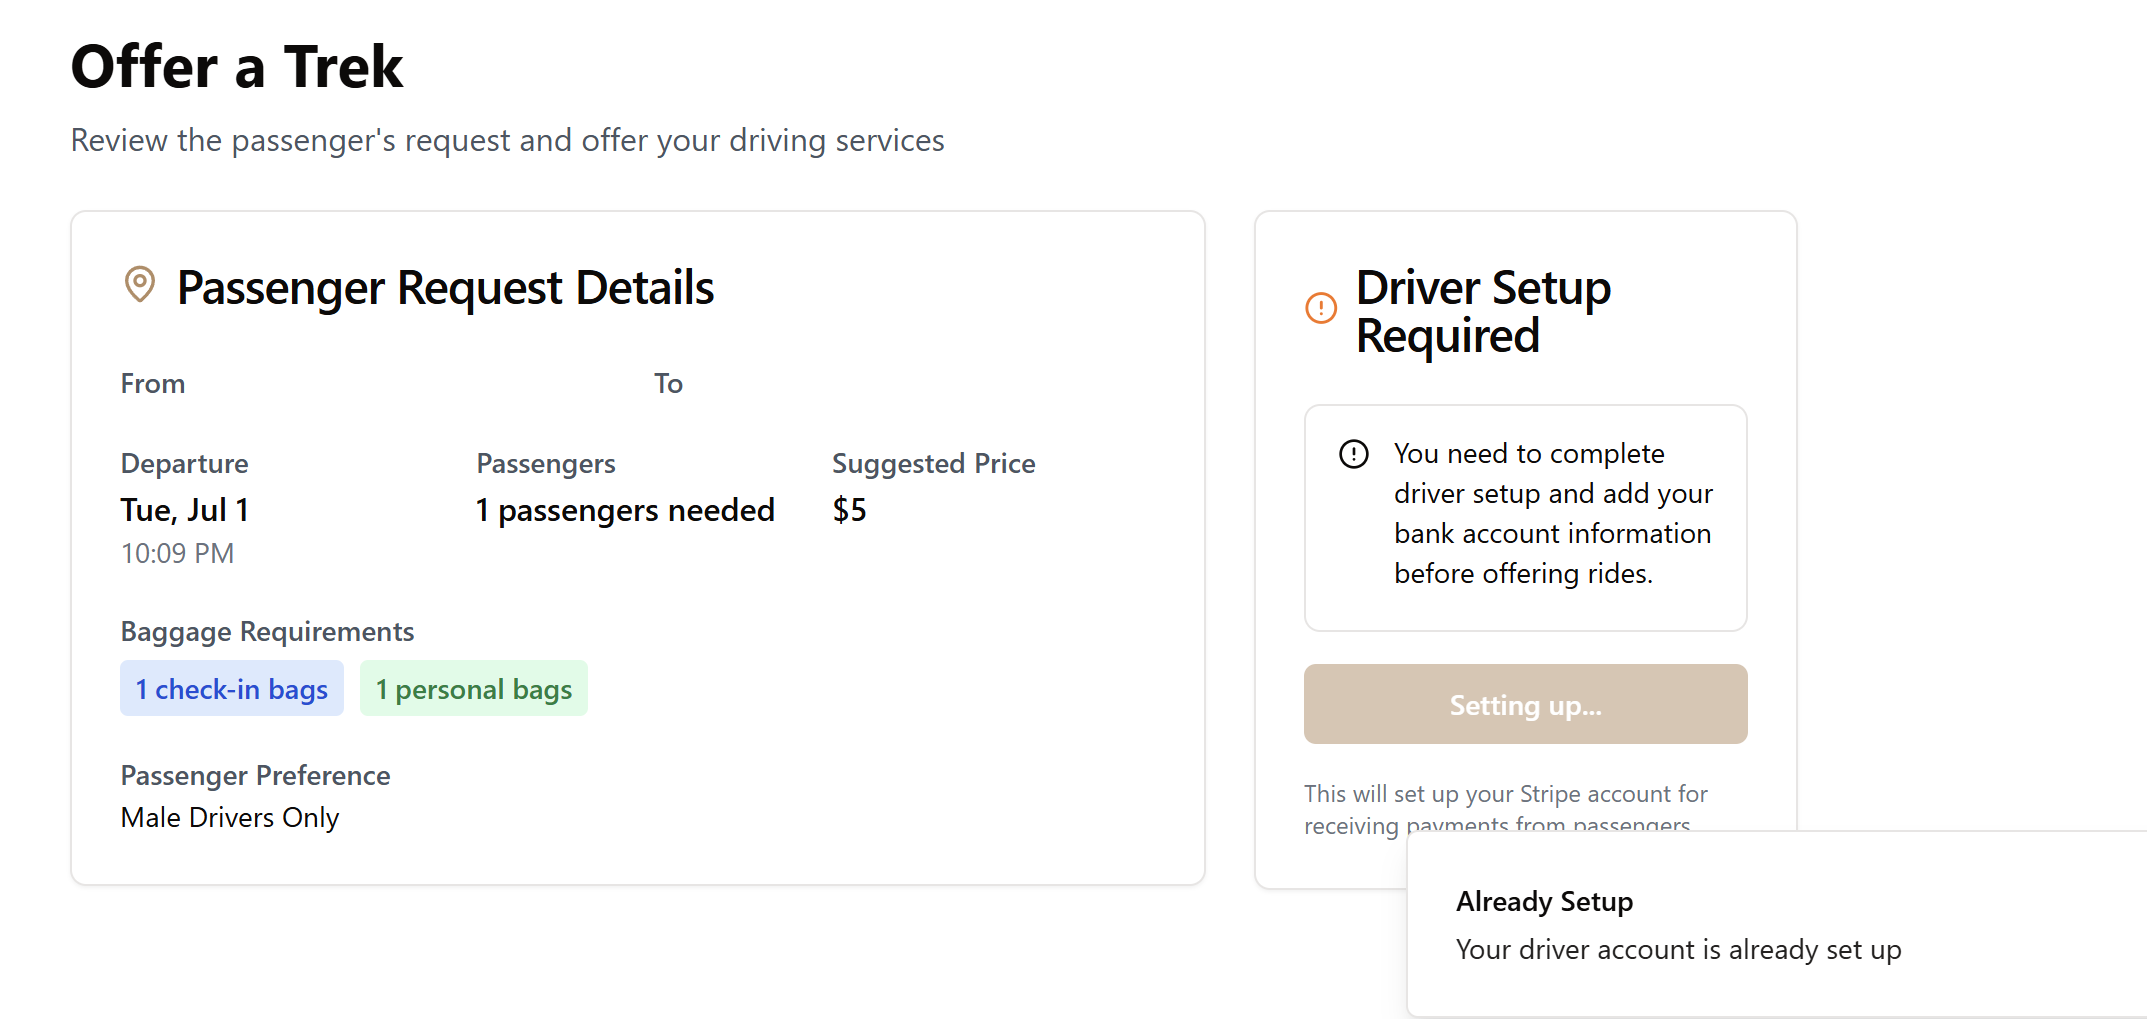 Offer a Trek
Review the passenger's request and offer your driving services
Passenger Request Details
From
To
Departure
Passengers
Suggested Price
Tue, Jul 1
1 passengers needed
$5
10:09 PM
Baggage Requirements
1 check-in bags
1 personal bags
Passenger Preference
Male Drivers Only
Driver Setup
Required
You need to complete
driver setup and add your
bank account information
before offering rides.
Setting up...
This will set up your Stripe account for
receiving payments from passengers
Already Setup
Your driver account is already set up